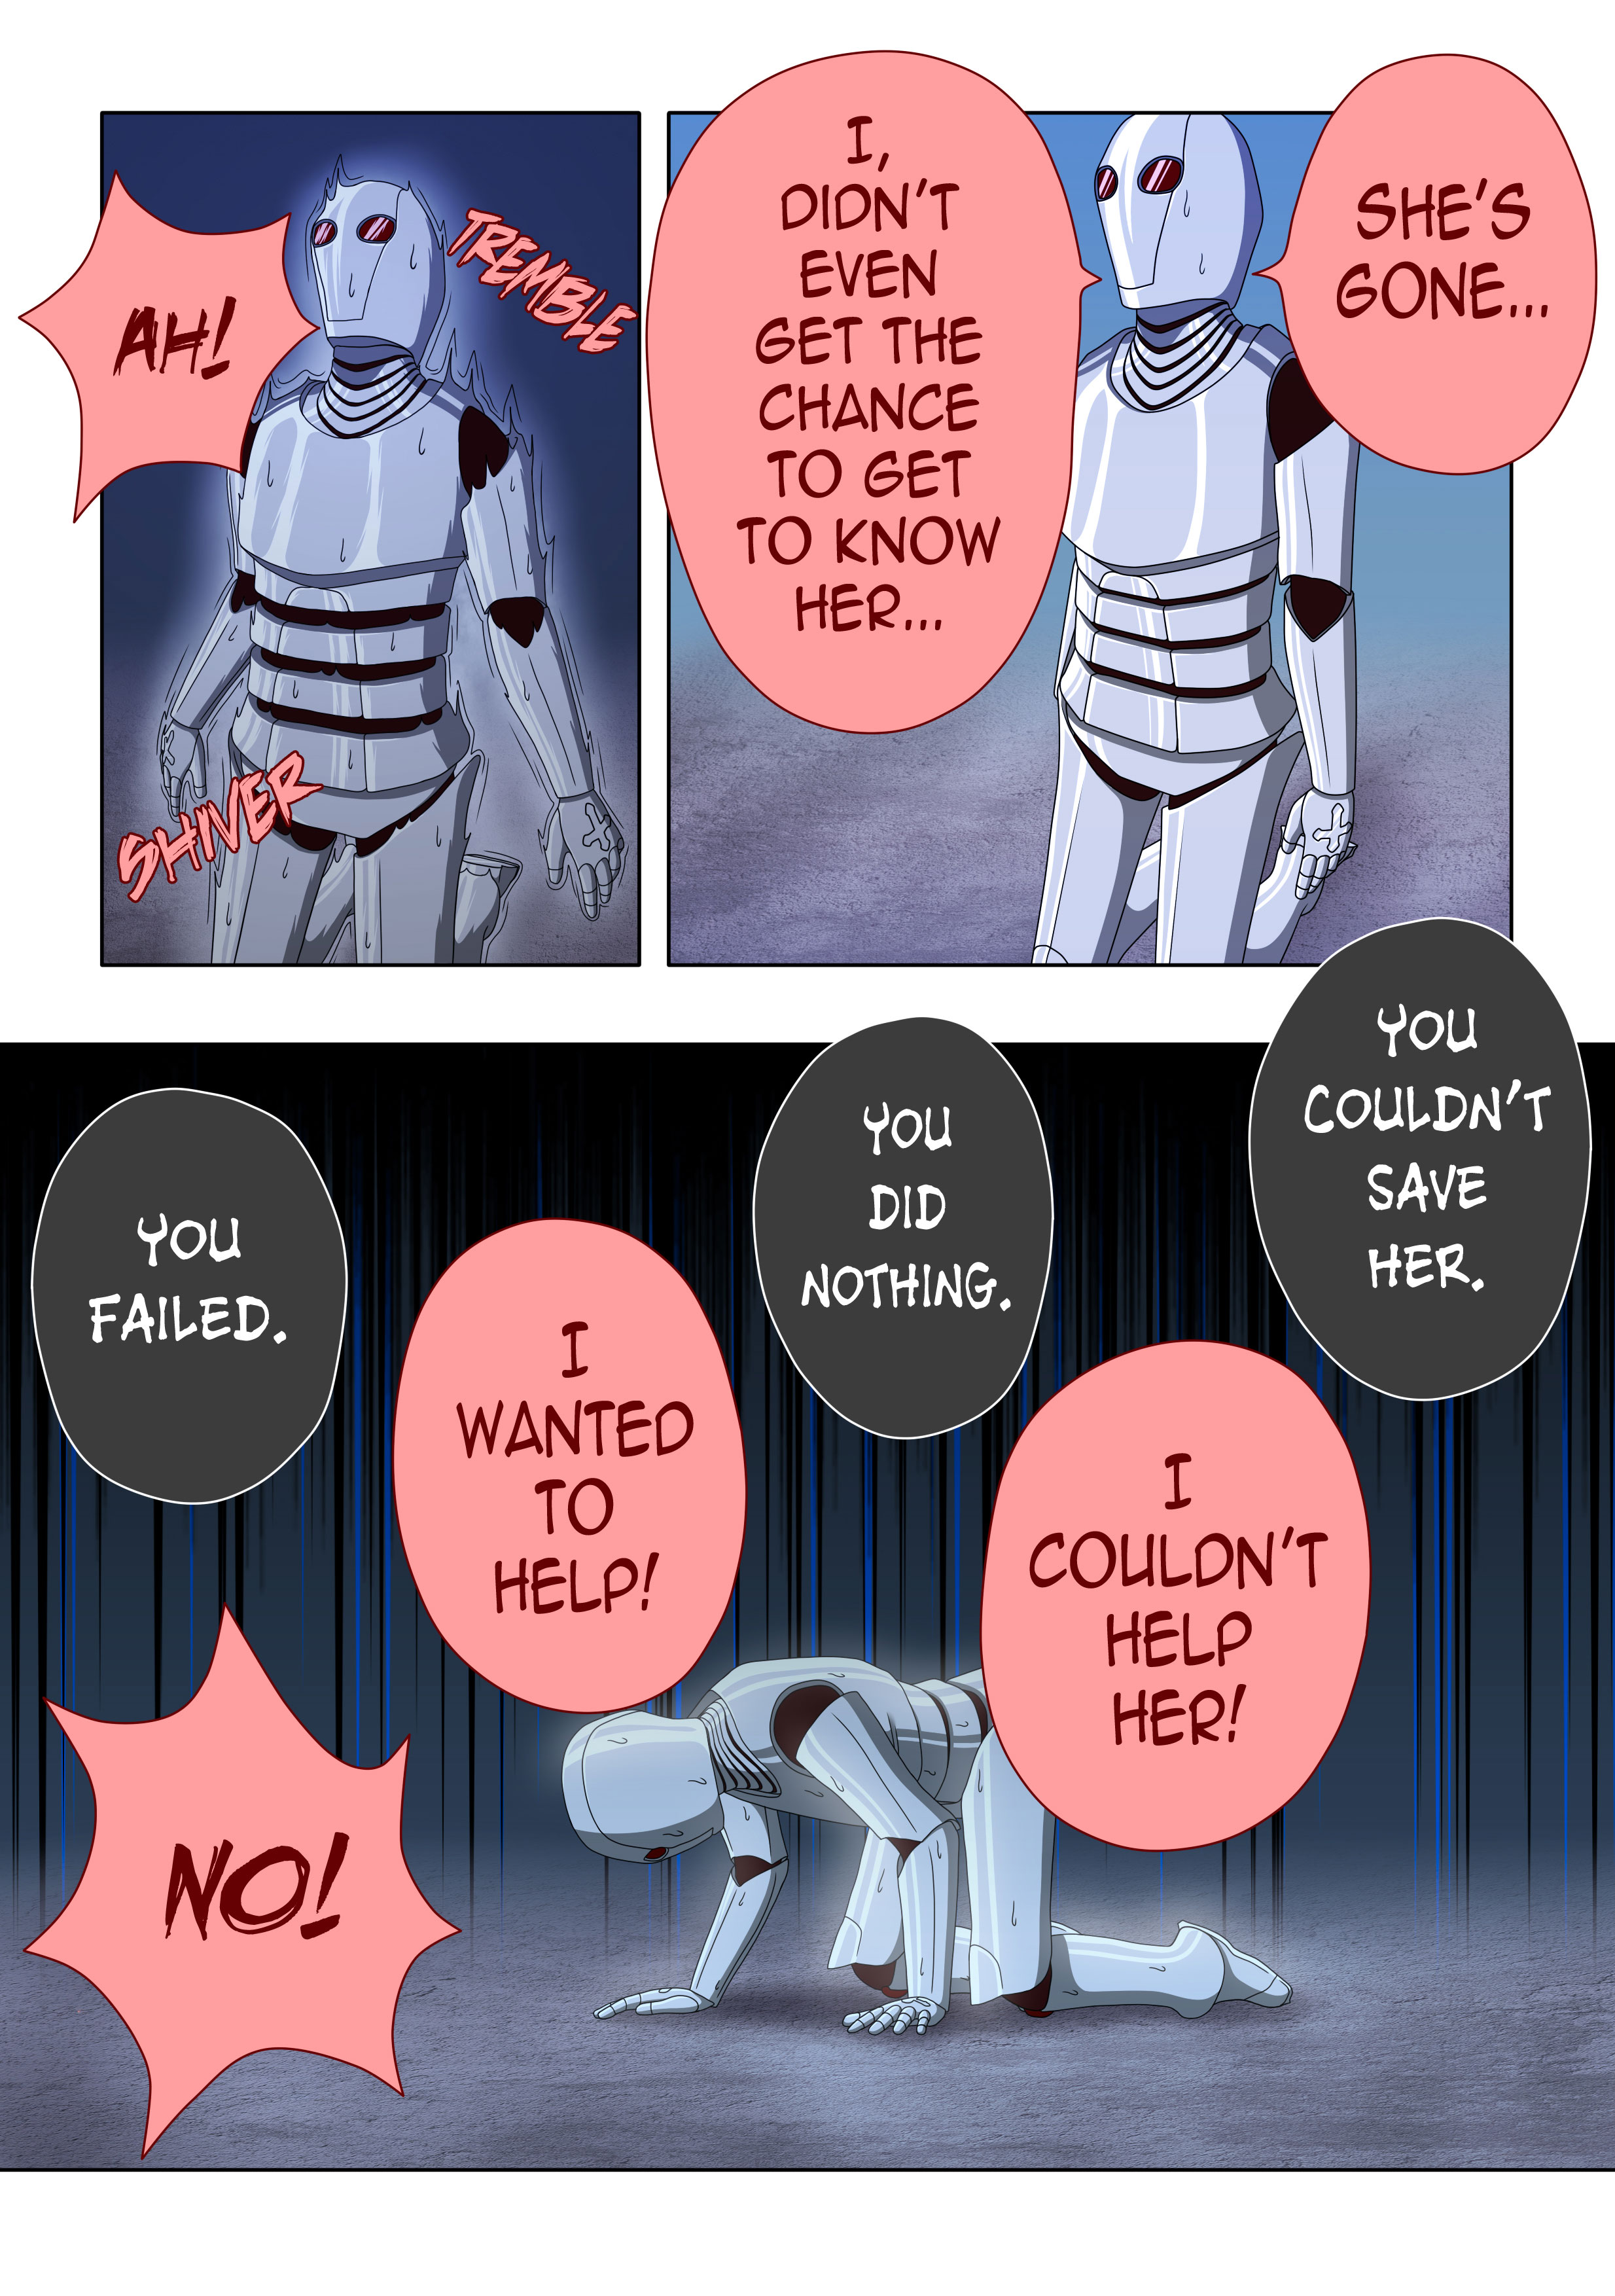 SHE'S
GONE...
I,
DIDN'T
EVEN
GET THE
CHANCE
TO GET
TO KNOW
HER...
TREMBLE
AH!
SHIVER
YOU
COULDN'T
SAVE
HER.
I
COULDN'T
HELP
HER!
YOU
DID
NOTHING.
I
WANTED
TO
HELP!
YOU
FAILED.
NO!